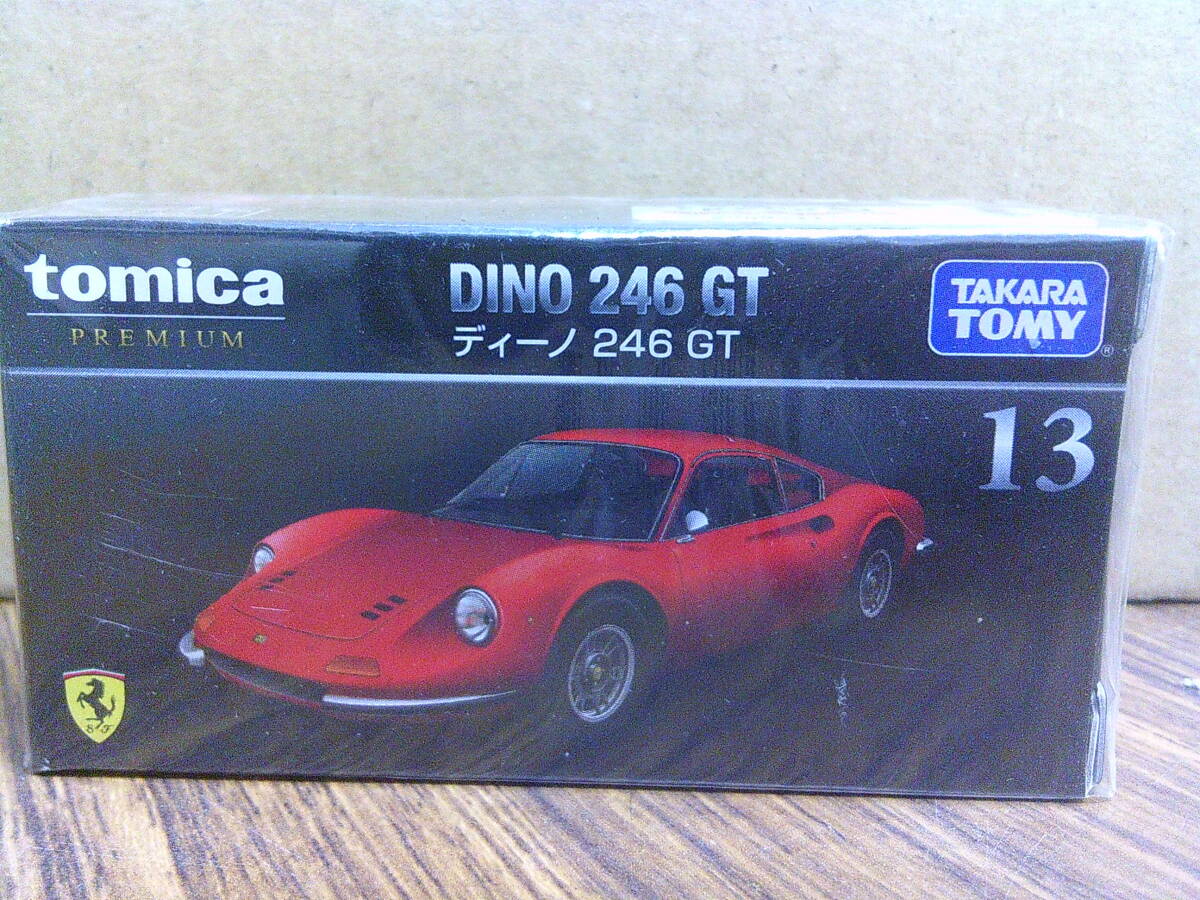 tomica
PREMIUM
DINO 246 GT
ディーノ 246 GT
TAKARA
TOMY
®
13
S F